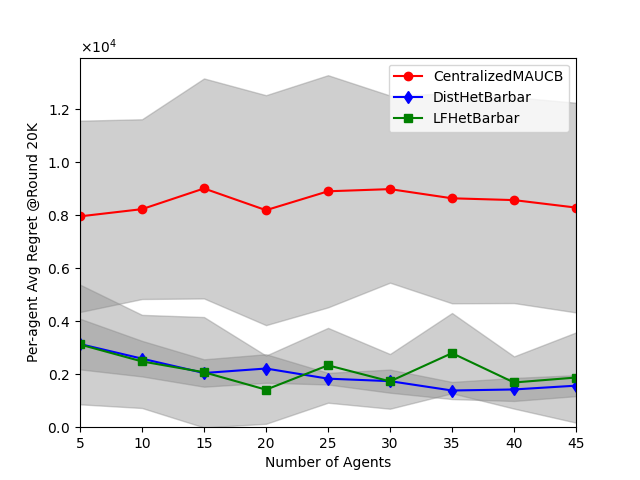 ×10⁴
CentralizedMAUCB
DistHetBarbar
LFHetBarbar
1.2
1.0
0.8
0.6
0.4
0.2
0.0
Per-agent Avg Regret @Round 20K
5 10 15 20 25 30 35 40 45
Number of Agents